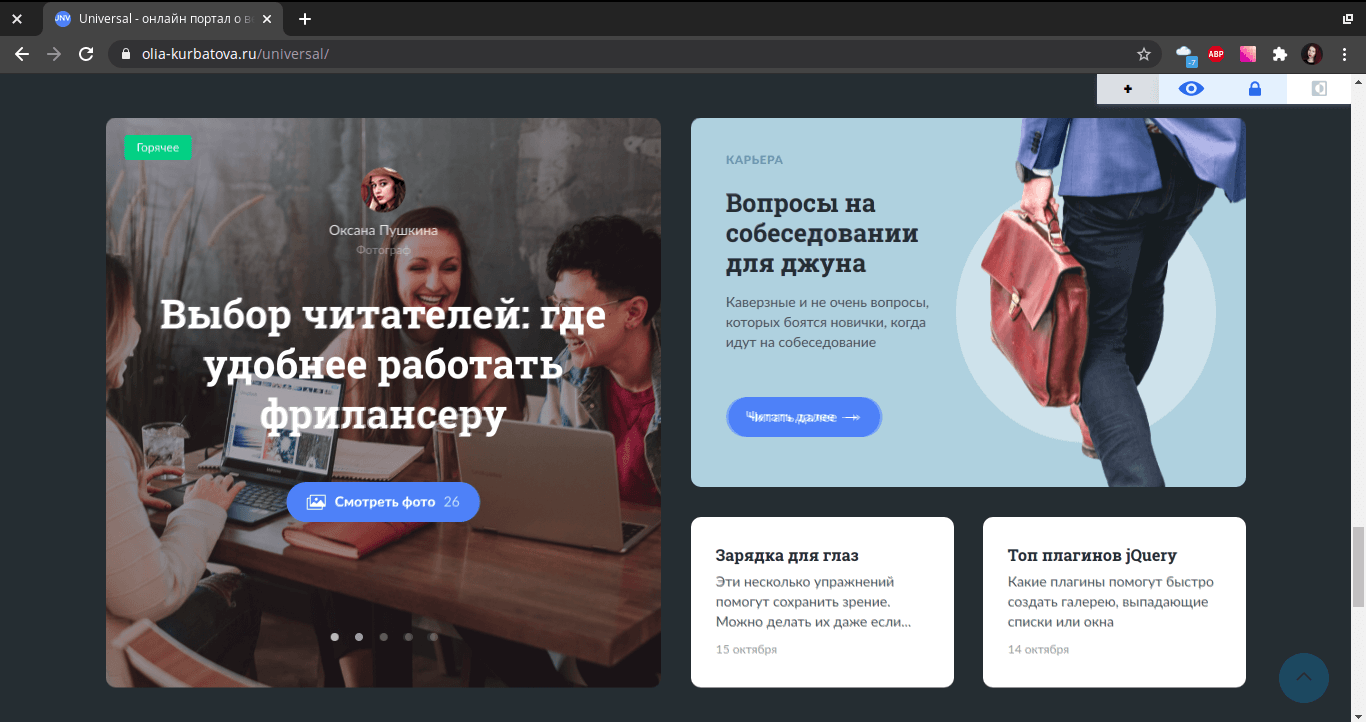 UNV
Universal - онлайн портал о в
olia-kurbatova.ru/universal/
-7
ABP
Горячее
Оксана Пушкина
Фотограф
Выбор читателей: где
удобнее работать
фрилансеру
Смотреть фото 26
КАРЬЕРА
Вопросы на
собеседовании
для джуна
Каверзные и не очень вопросы,
которых боятся новички, когда
идут на собеседование
Читать далее →
Зарядка для глаз
Эти несколько упражнений
помогут сохранить зрение.
Можно делать их даже если...
15 октября
Топ плагинов jQuery
Какие плагины помогут быстро
создать галерею, выпадающие
списки или окна
14 октября